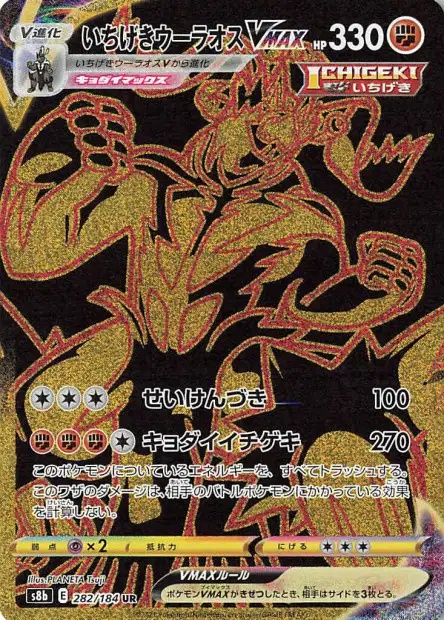 V進化
いちげきウーラオスVMAX HP330
いちげきウーラオスVから進化
キョダイマックス
ICHIGEKI
いちげき
せいけんづき 100
キョダイイチゲキ 270
このポケモンについているエネルギーを、すべてトラッシュする。
このワザのダメージは、相手のバトルポケモンにかかっている効果
を計算しない。
弱点 ×2 抵抗力 にげる
Illus. PLANETA Tsuji
VMAXルール
s8b E 282/184 UR
ポケモンVMAXがきぜつしたとき、相手はサイドを3枚とる。